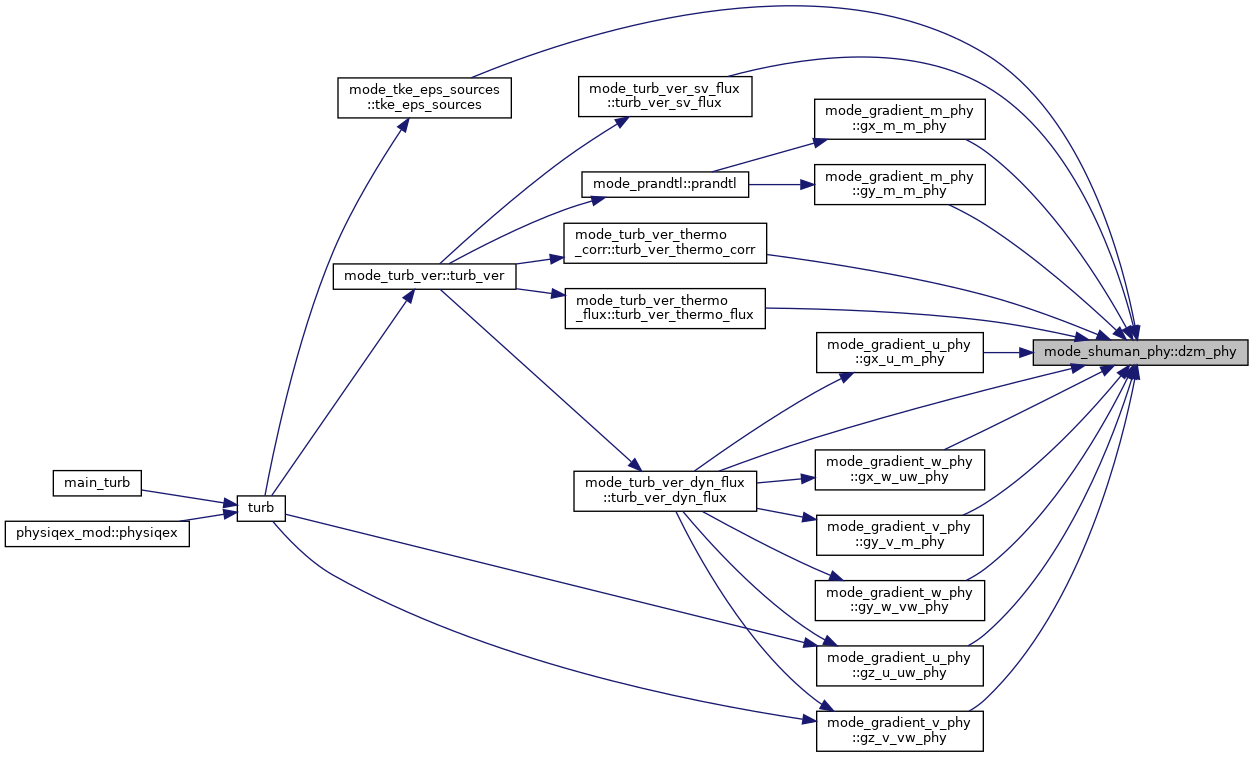 mode_tke_eps_sources
::tke_eps_sources
mode_turb_ver_sv_flux
::turb_ver_sv_flux
mode_gradient_m_phy
::gx_m_m_phy
mode_prandtl::prandtl
mode_gradient_m_phy
::gy_m_m_phy
mode_turb_ver_thermo
_corr::turb_ver_thermo_corr
mode_turb_ver::turb_ver
mode_turb_ver_thermo
_flux::turb_ver_thermo_flux
mode_gradient_u_phy
::gx_u_m_phy
mode_shuman_phy::dzm_phy
mode_gradient_w_phy
::gx_w_uw_phy
main_turb
mode_turb_ver_dyn_flux
::turb_ver_dyn_flux
turb
physiqex_mod::physiqex
mode_gradient_v_phy
::gy_v_m_phy
mode_gradient_w_phy
::gy_w_vw_phy
mode_gradient_u_phy
::gz_u_uw_phy
mode_gradient_v_phy
::gz_v_vw_phy